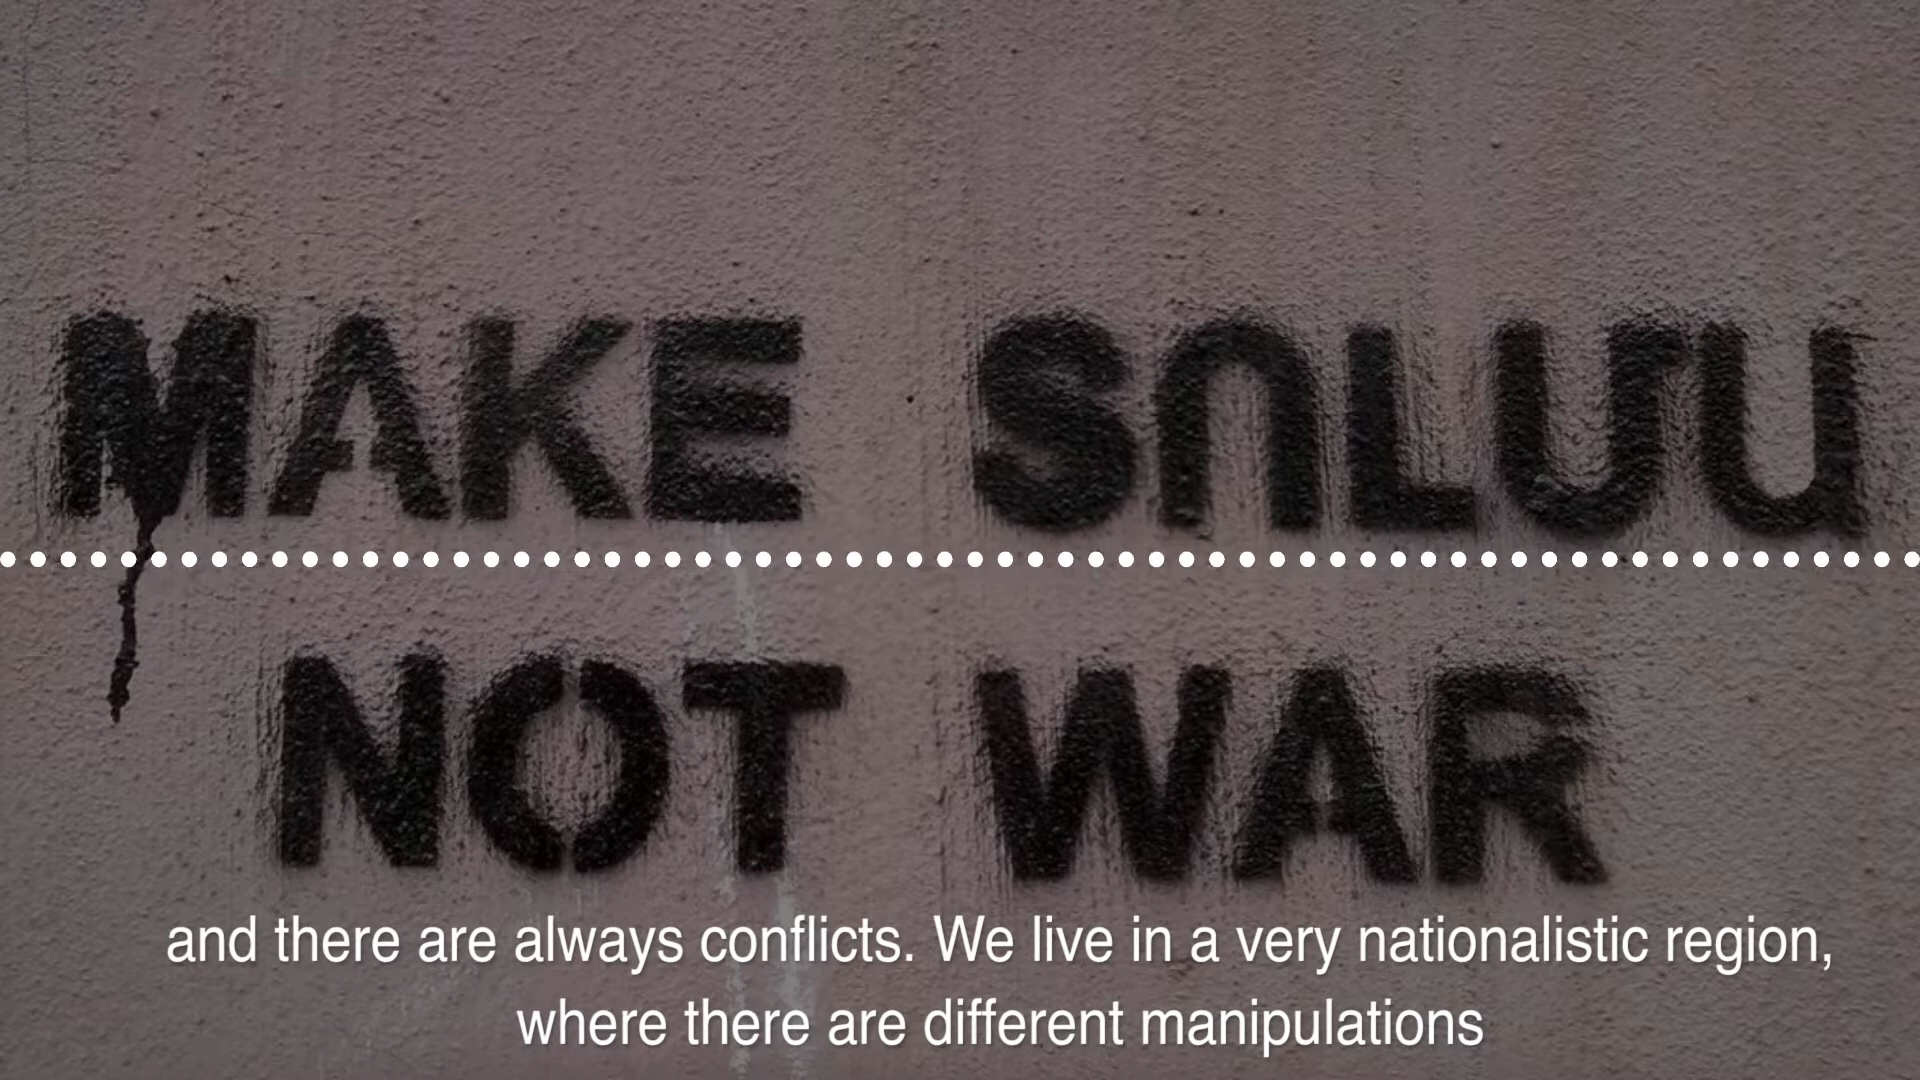 MAKE ՏՈԼՄԱ
NOT WAR
and there are always conflicts. We live in a very nationalistic region,
where there are different manipulations